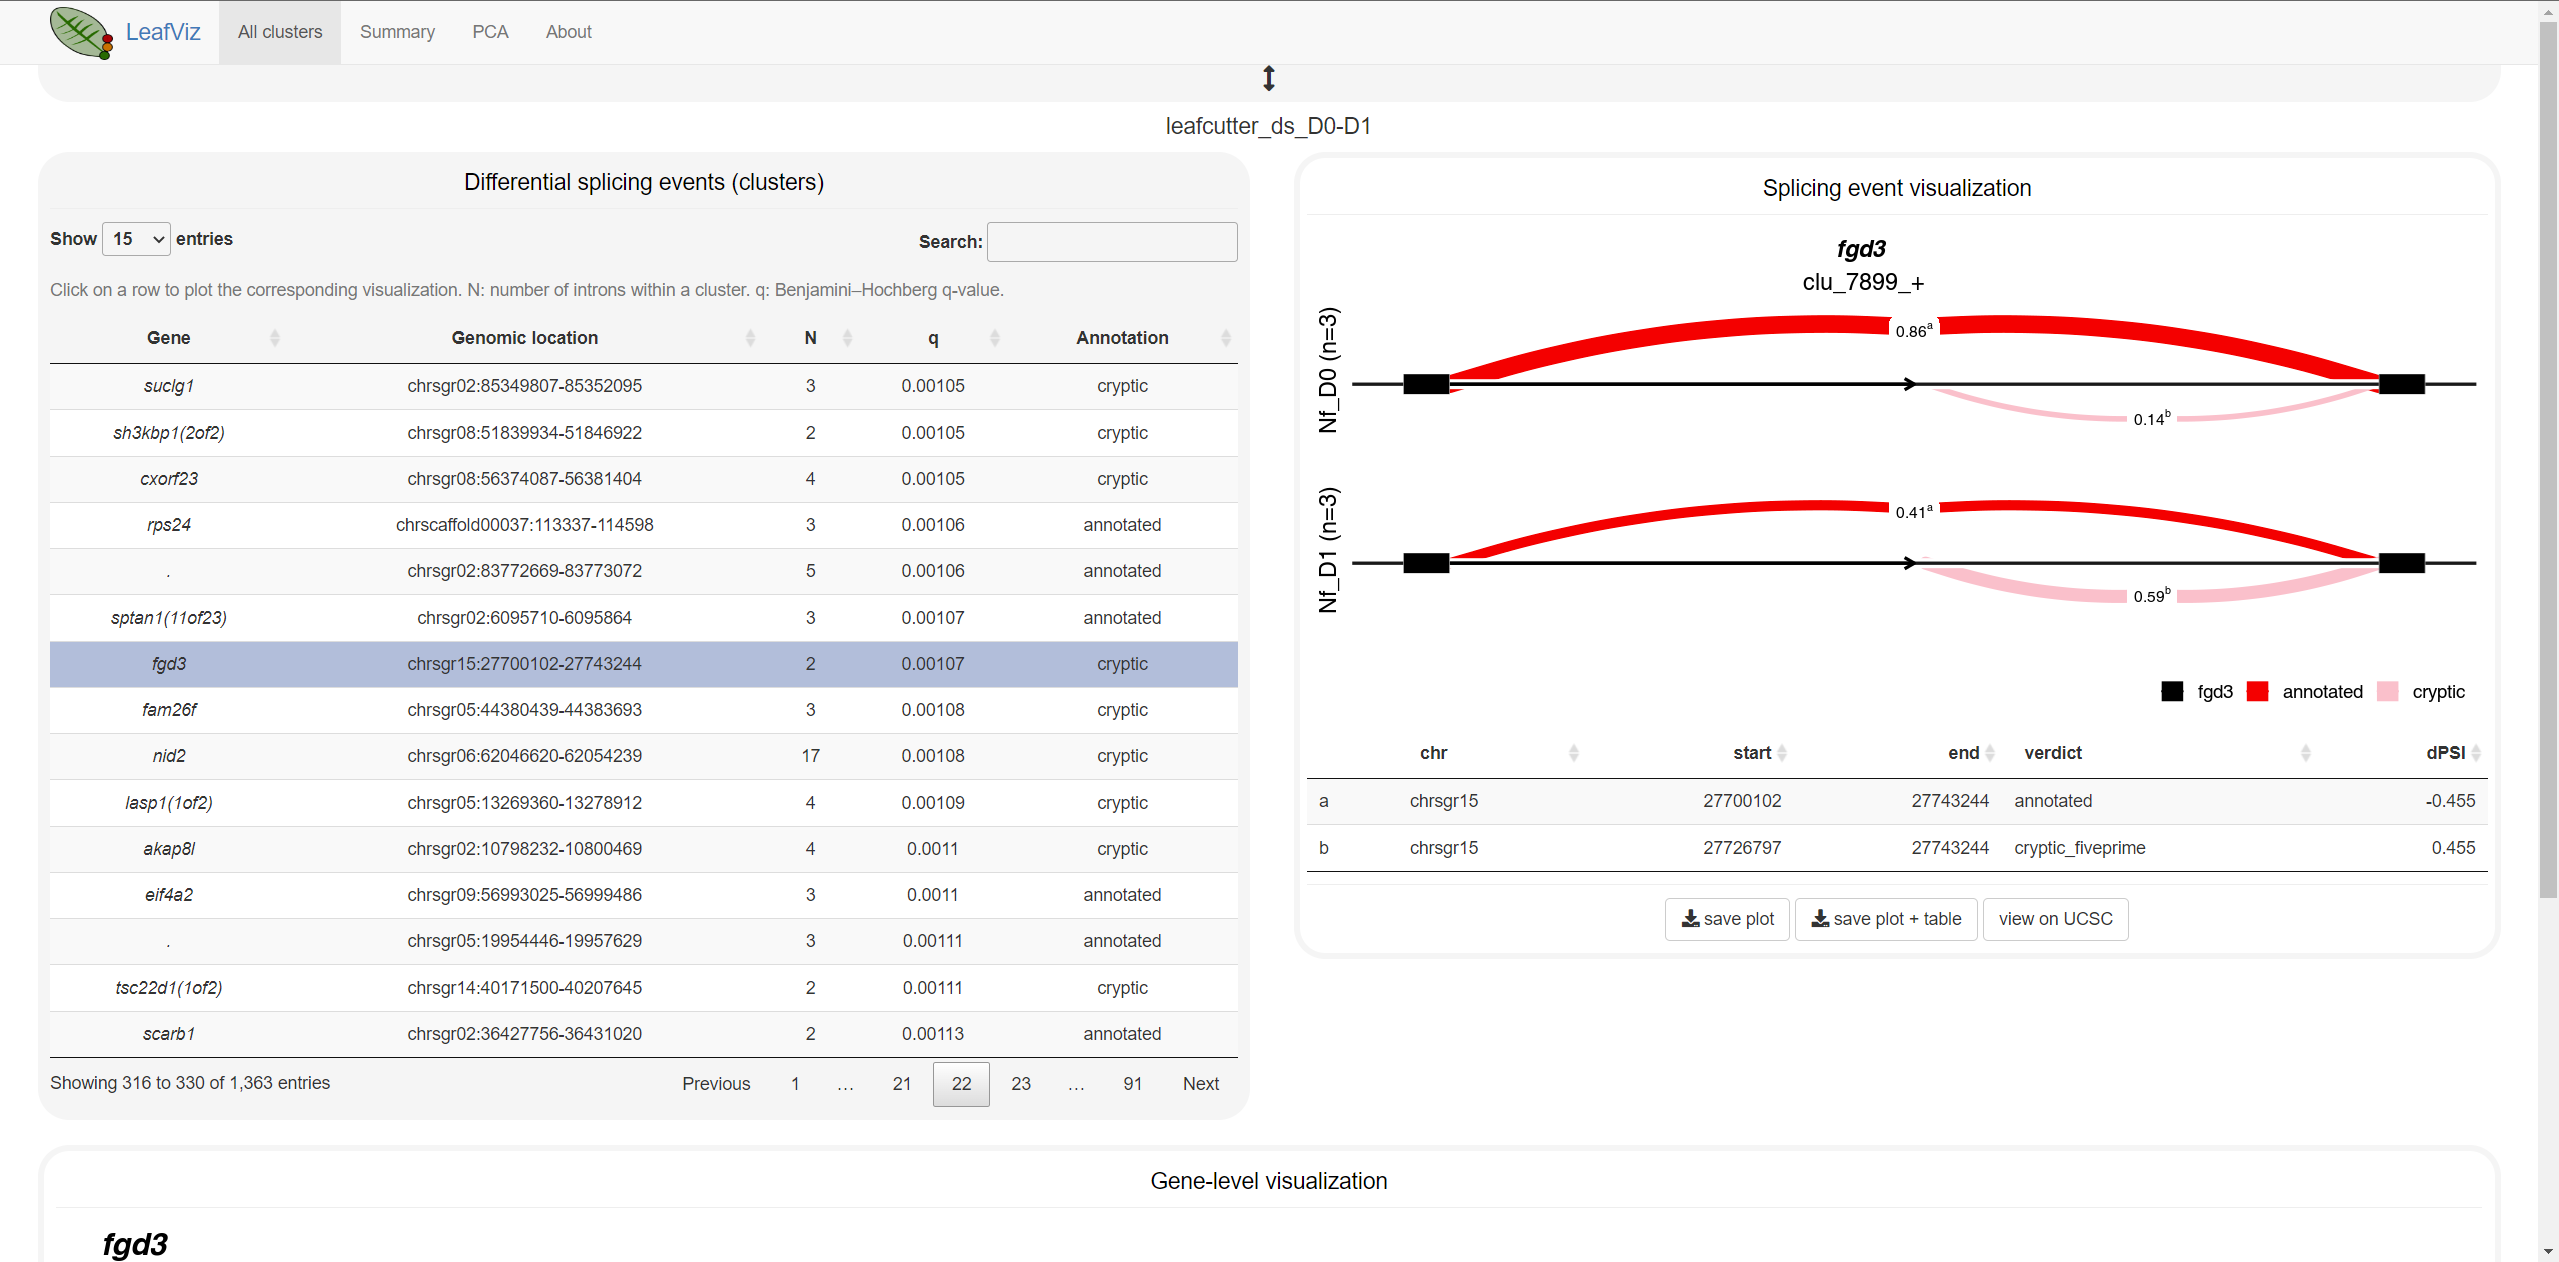 LeafViz All clusters Summary PCA About
leafcutter_ds_D0-D1
Differential splicing events (clusters)
Show 15 entries Search:
Click on a row to plot the corresponding visualization. N: number of introns within a cluster. q: Benjamini–Hochberg q-value.
Gene Genomic location N q Annotation
suclg1 chrsgr02:85349807-85352095 3 0.00105 cryptic
sh3kbp1(2of2) chrsgr08:51839934-51846922 2 0.00105 cryptic
cxorf23 chrsgr08:56374087-56381404 4 0.00105 cryptic
rps24 chrscaffold00037:113337-114598 3 0.00106 annotated
. chrsgr02:83772669-83773072 5 0.00106 annotated
sptan1(11of23) chrsgr02:6095710-6095864 3 0.00107 annotated
fgd3 chrsgr15:27700102-27743244 2 0.00107 cryptic
fam26f chrsgr05:44380439-44383693 3 0.00108 cryptic
nid2 chrsgr06:62046620-62054239 17 0.00108 cryptic
lasp1(1of2) chrsgr05:13269360-13278912 4 0.00109 cryptic
akap8l chrsgr02:10798232-10800469 4 0.0011 cryptic
eif4a2 chrsgr09:56993025-56999486 3 0.0011 annotated
. chrsgr05:19954446-19957629 3 0.00111 annotated
tsc22d1(1of2) chrsgr14:40171500-40207645 2 0.00111 cryptic
scarb1 chrsgr02:36427756-36431020 2 0.00113 annotated
Showing 316 to 330 of 1,363 entries Previous 1 … 21 22 23 … 91 Next
Splicing event visualization
fgd3
clu_7899_+
Nf_D0 (n=3)
0.86a
0.14b
Nf_D1 (n=3)
0.41a
0.59b
fgd3 annotated cryptic
chr start end verdict dPSI
a chrsgr15 27700102 27743244 annotated -0.455
b chrsgr15 27726797 27743244 cryptic_fiveprime 0.455
save plot save plot + table view on UCSC
Gene-level visualization
fgd3